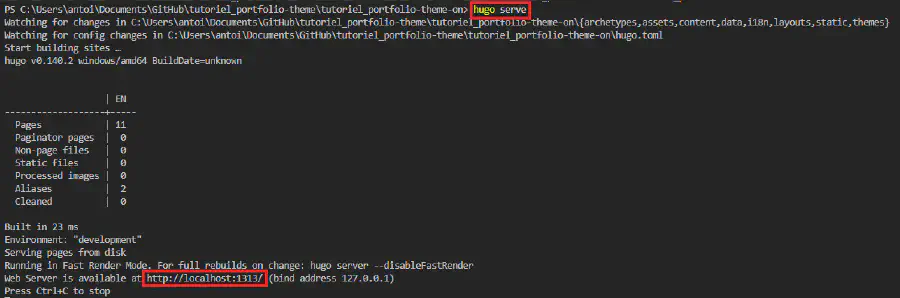 PS C:\Users\antoi\Documents\GitHub\tutoriel_portfolio-theme\tutoriel_portfolio-theme-on> hugo serve
Watching for changes in C:\Users\antoi\Documents\GitHub\tutoriel_portfolio-theme\tutoriel_portfolio-theme-on\{archetypes,assets,content,data,i18n,layouts,static,themes}
Watching for config changes in C:\Users\antoi\Documents\GitHub\tutoriel_portfolio-theme\tutoriel_portfolio-theme-on\hugo.toml
Start building sites …
hugo v0.140.2 windows/amd64 BuildDate=unknown
| EN
-------------------+-----
Pages | 11
Paginator pages | 0
Non-page files | 0
Static files | 0
Processed images | 0
Aliases | 2
Cleaned | 0
Built in 23 ms
Environment: "development"
Serving pages from disk
Running in Fast Render Mode. For full rebuilds on change: hugo server --disableFastRender
Web Server is available at http://localhost:1313/ (bind address 127.0.0.1)
Press Ctrl+C to stop